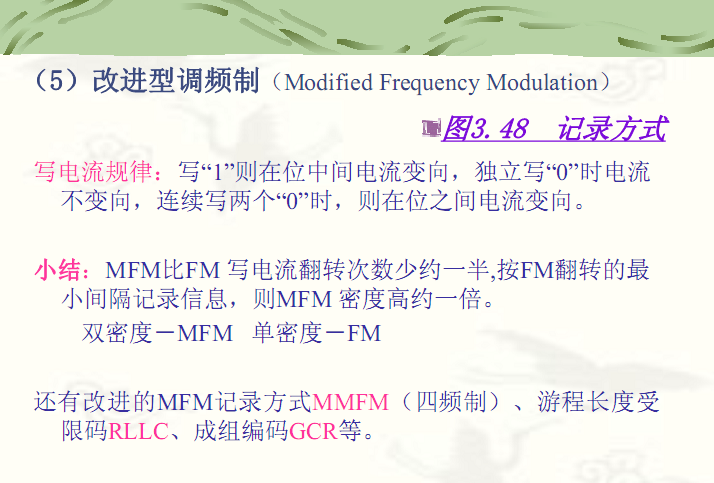 （5）改进型调频制（Modified Frequency Modulation）
图3.48　记录方式
写电流规律：写“1”则在位中间电流变向，独立写“0”时电流
不变向，连续写两个“0”时，则在位之间电流变向。
小结：MFM比FM 写电流翻转次数少约一半,按FM翻转的最
小间隔记录信息，则MFM 密度高约一倍。
双密度－MFM 单密度－FM
还有改进的MFM记录方式MMFM（四频制）、游程长度受
限码RLLC、成组编码GCR等。